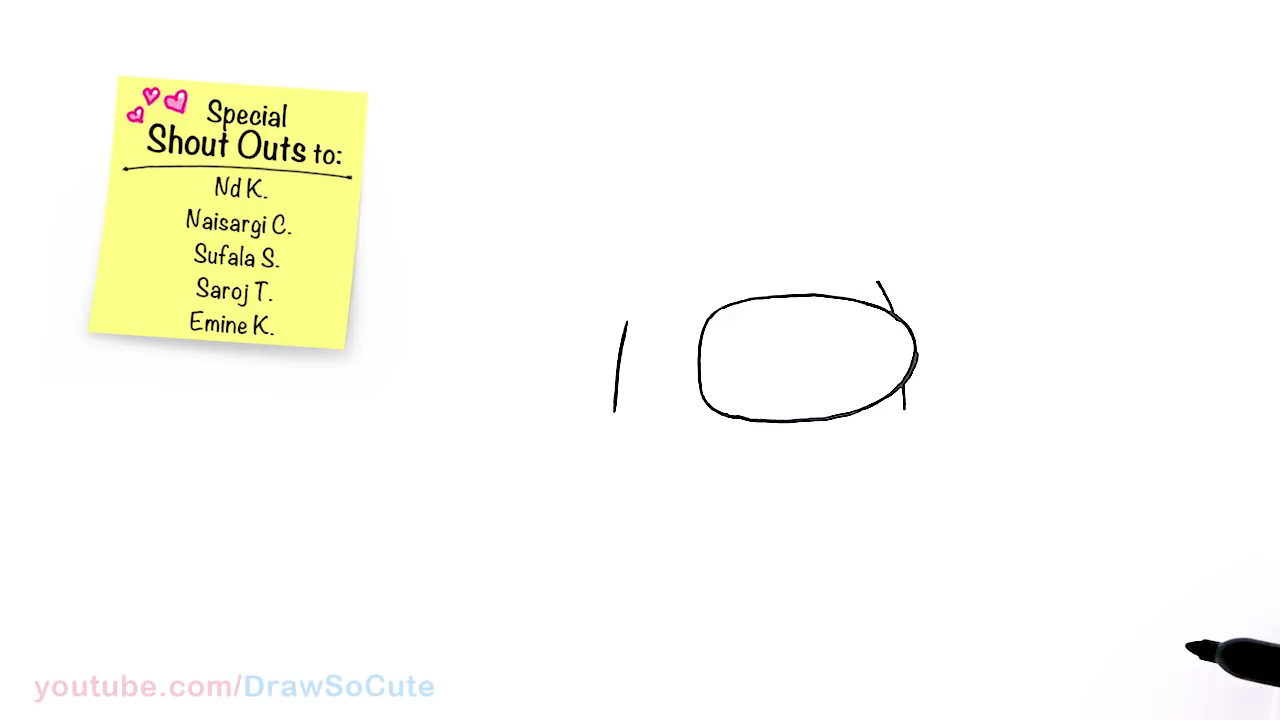 Special
Shout Outs to:
Nd K.
Naisargi C.
Sufala S.
Saroj T.
Emine K.
youtube.com/DrawSoCute